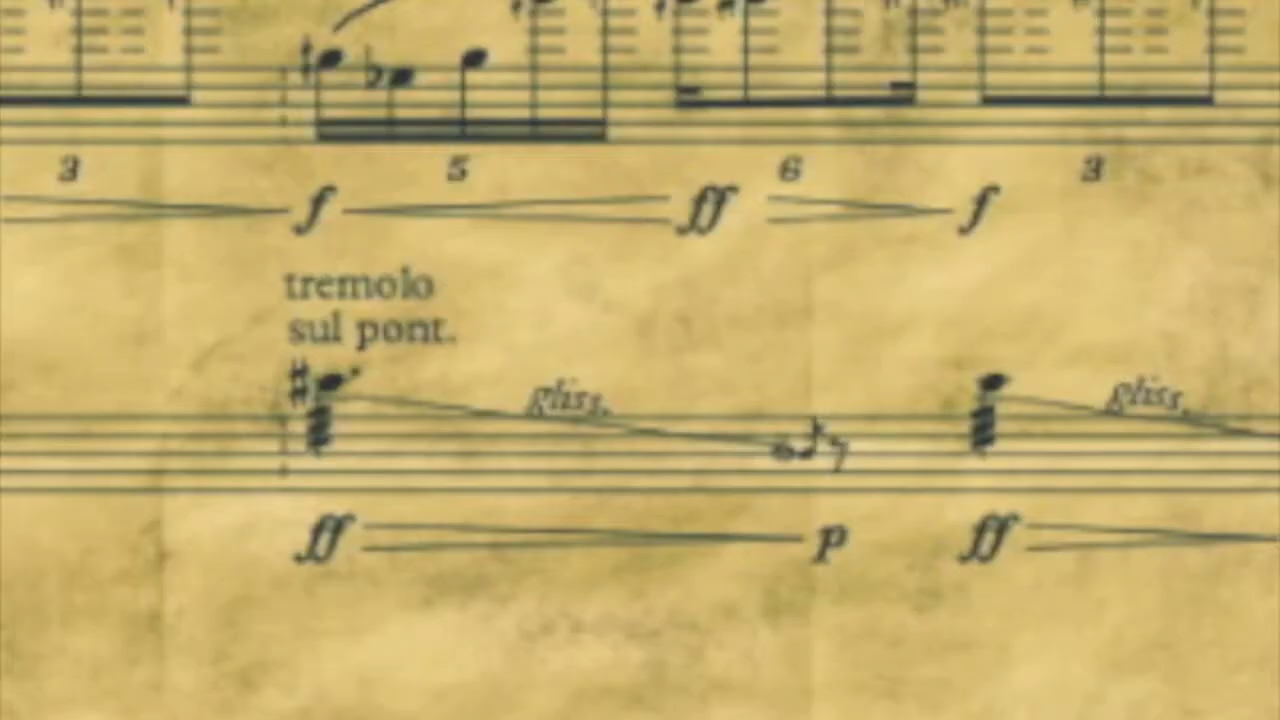 3 5 6 3
f ff f
tremolo
sul pont.
gliss. gliss.
ff p ff